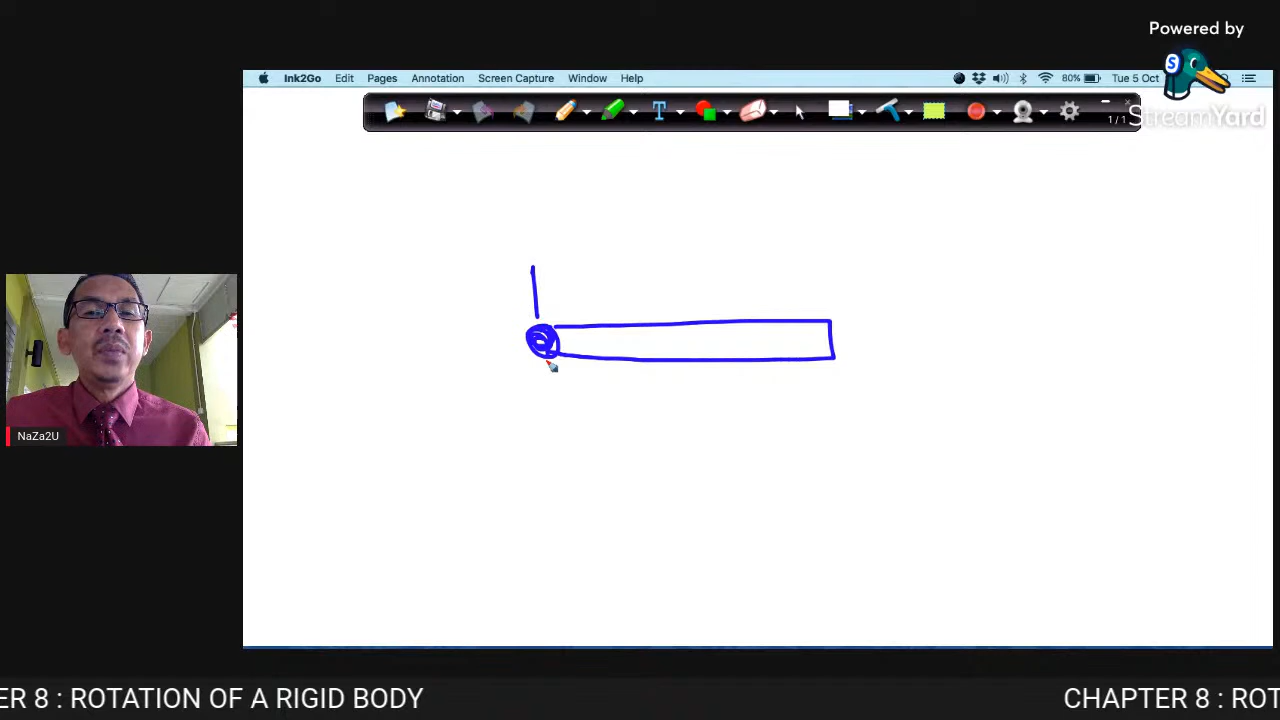 Powered by
S
StreamYard
Ink2Go Edit Pages Annotation Screen Capture Window Help 80% Tue 5 Oct
T
1/1
NaZa2U
ER 8 : ROTATION OF A RIGID BODY CHAPTER 8 : ROT